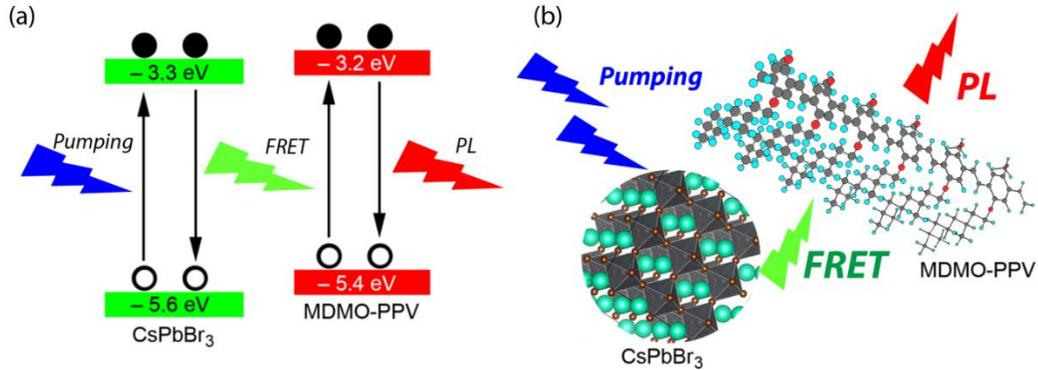 (a)
– 3.3 eV
– 3.2 eV
Pumping
FRET
PL
– 5.6 eV
– 5.4 eV
CsPbBr₃
MDMO-PPV
(b)
Pumping
PL
FRET
MDMO-PPV
CsPbBr₃